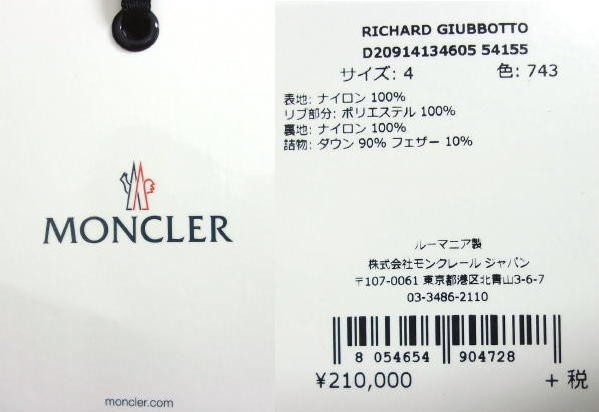 MONCLER
moncler.com
RICHARD GIUBBOTTO
D20914134605 54155
サイズ: 4 色: 743
表地: ナイロン 100%
リブ部分: ポリエステル 100%
裏地: ナイロン 100%
詰物: ダウン 90% フェザー 10%
ルーマニア製
株式会社モンクレール ジャパン
〒107-0061 東京都港区北青山3-6-7
03-3486-2110
8 054654 904728
¥210,000 + 税